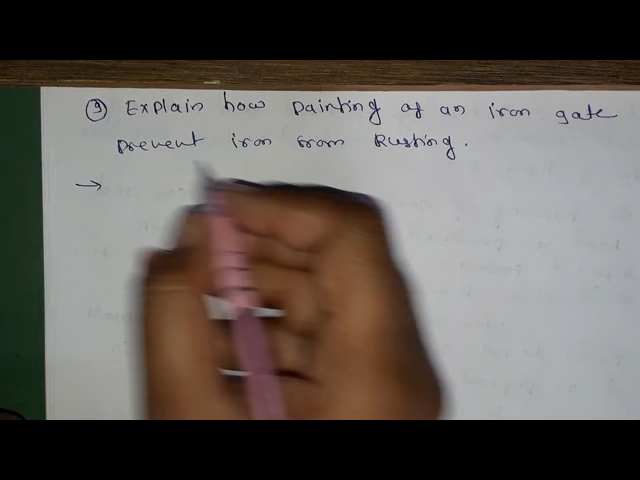 9 Explain how painting of an iron gate
prevent iron from Rusting.
→